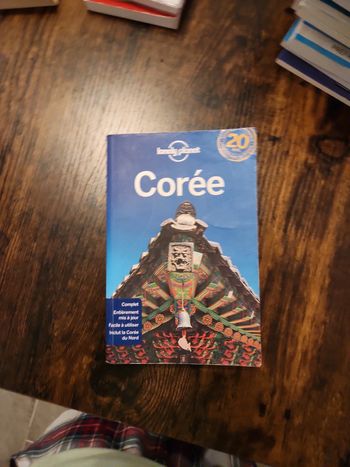 lonely planet
20
Corée
Complet
Entièrement
mis à jour
Facile à utiliser
Inclut la Corée
du Nord